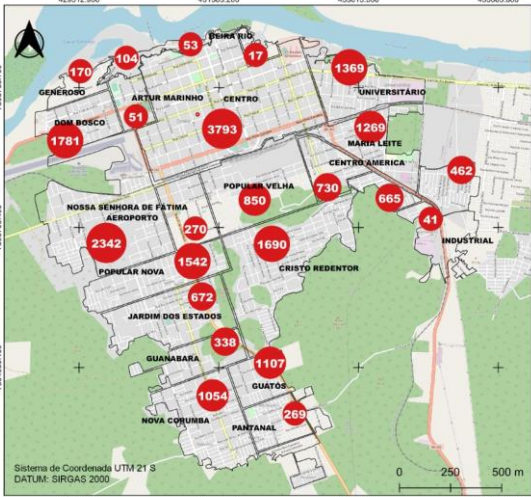 53
BEIRA RIO
104
17
170
1369
GENEROSO
ARTUR MARINHO
CENTRO
UNIVERSITÁRIO
DOM BOSCO
51
1781
3793
1269
MARIA LEITE
CENTRO AMERICA
462
POPULAR VELHA
730
850
665
NOSSA SENHORA DE FÁTIMA
AEROPORTO
270
41
2342
1690
INDUSTRIAL
1542
POPULAR NOVA
CRISTO REDENTOR
672
JARDIM DOS ESTADOS
338
GUANABARA
1107
GUATÓS
1054
269
NOVA CORUMBA
PANTANAL
Sistema de Coordenada UTM 21 S
DATUM: SIRGAS 2000
0 250 500 m